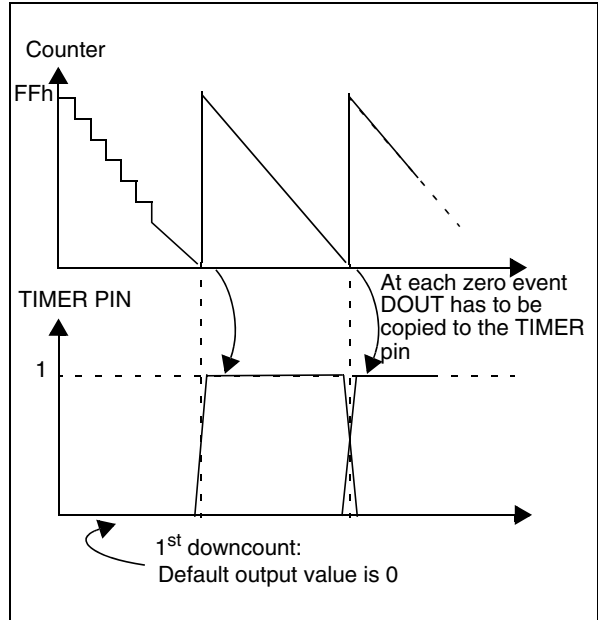 Counter
FFh
At each zero event
DOUT has to be
copied to the TIMER
pin
TIMER PIN
1
1st downcount:
Default output value is 0